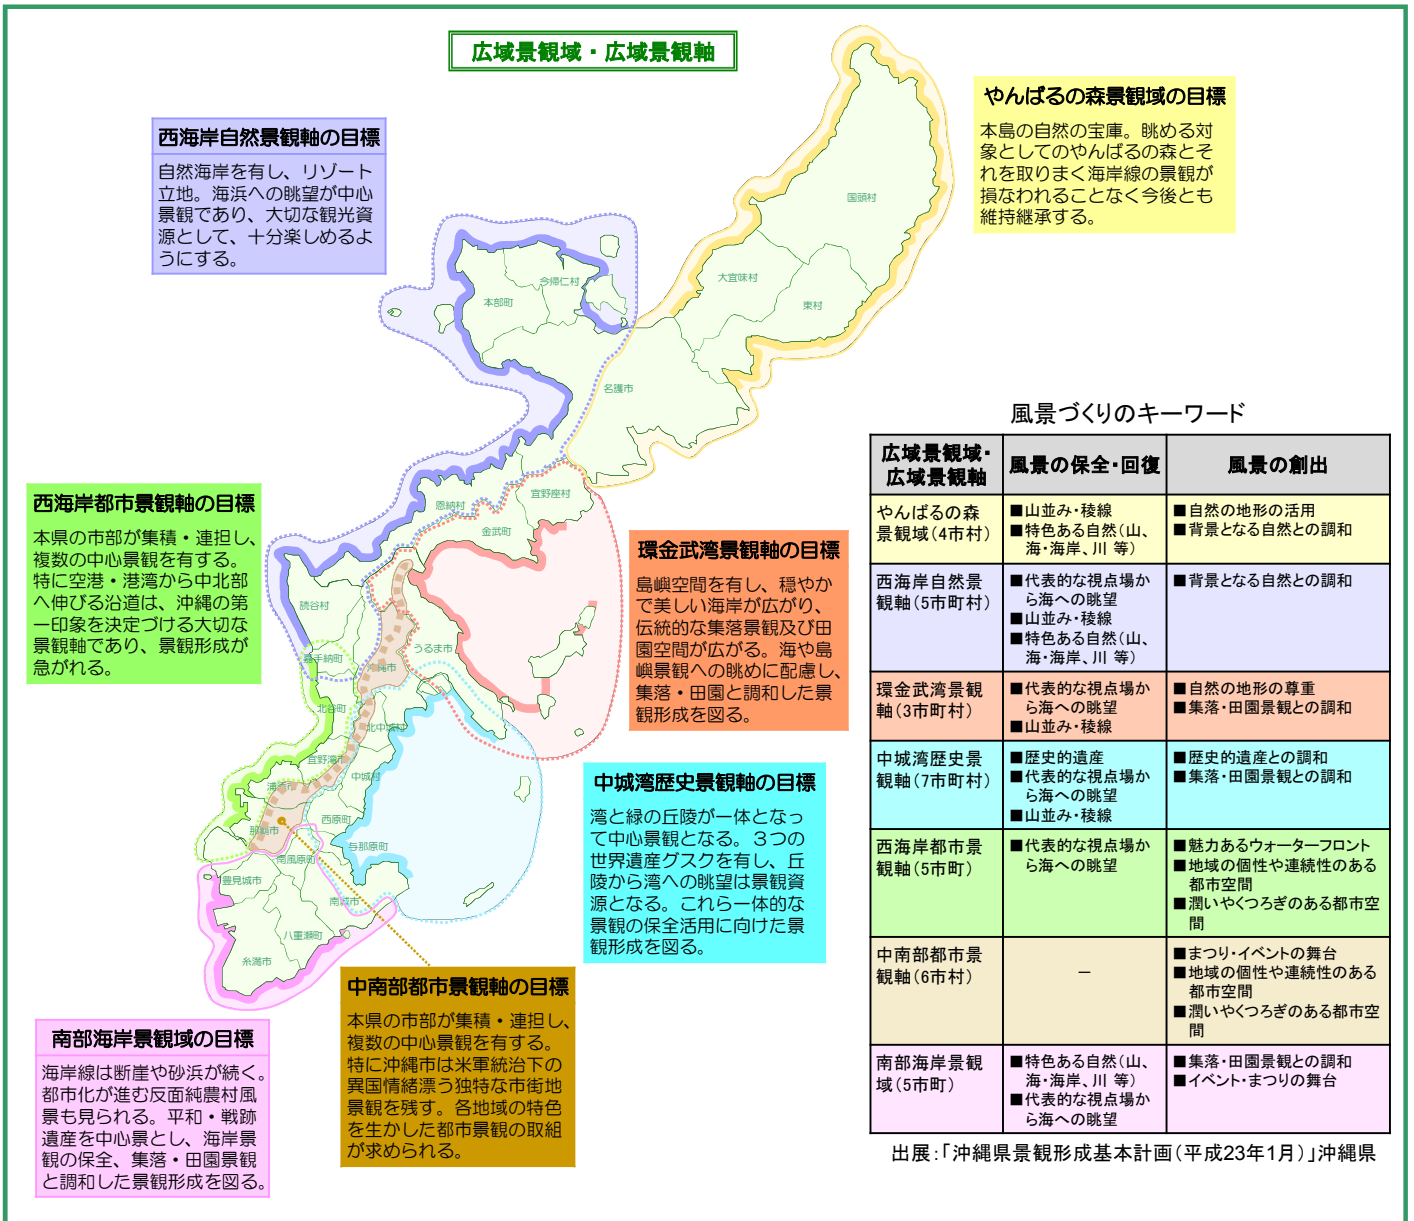 広域景観域・広域景観軸
やんばるの森景観域の目標
本島の自然の宝庫。眺める対
象としてのやんばるの森とそ
れを取りまく海岸線の景観が
損なわれることなく今後とも
維持継承する。
西海岸自然景観軸の目標
自然海岸を有し、リゾート
立地。海浜への眺望が中心
景観であり、大切な観光資
源として、十分楽しめるよ
うにする。
国頭村
大宜味村
東村
今帰仁村
本部町
名護市
宜野座村
恩納村
金武町
読谷村
うるま市
嘉手納町
沖縄市
北谷町
北中城村
宜野湾市
中城村
浦添市
西原町
那覇市
与那原町
南風原町
豊見城市
南城市
八重瀬町
糸満市
西海岸都市景観軸の目標
本県の市部が集積・連担し、
複数の中心景観を有する。
特に空港・港湾から中北部
へ伸びる沿道は、沖縄の第
一印象を決定づける大切な
景観軸であり、景観形成が
急がれる。
環金武湾景観軸の目標
島嶼空間を有し、穏やか
で美しい海岸が広がり、
伝統的な集落景観及び田
園空間が広がる。海や島
嶼景観への眺めに配慮し、
集落・田園と調和した景
観形成を図る。
中城湾歴史景観軸の目標
湾と緑の丘陵が一体となっ
て中心景観となる。３つの
世界遺産グスクを有し、丘
陵から湾への眺望は景観資
源となる。これら一体的な
景観の保全活用に向けた景
観形成を図る。
中南部都市景観軸の目標
本県の市部が集積・連担し、
複数の中心景観を有する。
特に沖縄市は米軍統治下の
異国情緒漂う独特な市街地
景観を残す。各地域の特色
を生かした都市景観の取組
が求められる。
南部海岸景観域の目標
海岸線は断崖や砂浜が続く。
都市化が進む反面純農村風
景も見られる。平和・戦跡
遺産を中心景とし、海岸景
観の保全、集落・田園景観
と調和した景観形成を図る。
風景づくりのキーワード
広域景観域・
広域景観軸
風景の保全・回復
風景の創出
やんばるの森
景観域（4市村）
■山並み・稜線
■特色ある自然（山、
海・海岸、川 等）
■自然の地形の活用
■背景となる自然との調和
西海岸自然景
観軸（5市町村）
■代表的な視点場か
ら海への眺望
■山並み・稜線
■特色ある自然（山、
海・海岸、川 等）
■背景となる自然との調和
環金武湾景観
軸（3市町村）
■代表的な視点場か
ら海への眺望
■山並み・稜線
■自然の地形の尊重
■集落・田園景観との調和
中城湾歴史景
観軸（7市町村）
■歴史的遺産
■代表的な視点場か
ら海への眺望
■山並み・稜線
■歴史的遺産との調和
■集落・田園景観との調和
西海岸都市景
観軸（5市町）
■代表的な視点場か
ら海への眺望
■魅力あるウォーターフロント
■地域の個性や連続性のある
都市空間
■潤いやくつろぎのある都市空
間
中南部都市景
観軸（6市村）
－
■まつり・イベントの舞台
■地域の個性や連続性のある
都市空間
■潤いやくつろぎのある都市空
間
南部海岸景観
域（5市町）
■特色ある自然（山、
海・海岸、川 等）
■代表的な視点場か
ら海への眺望
■集落・田園景観との調和
■イベント・まつりの舞台
出展：「沖縄県景観形成基本計画（平成23年1月）」沖縄県